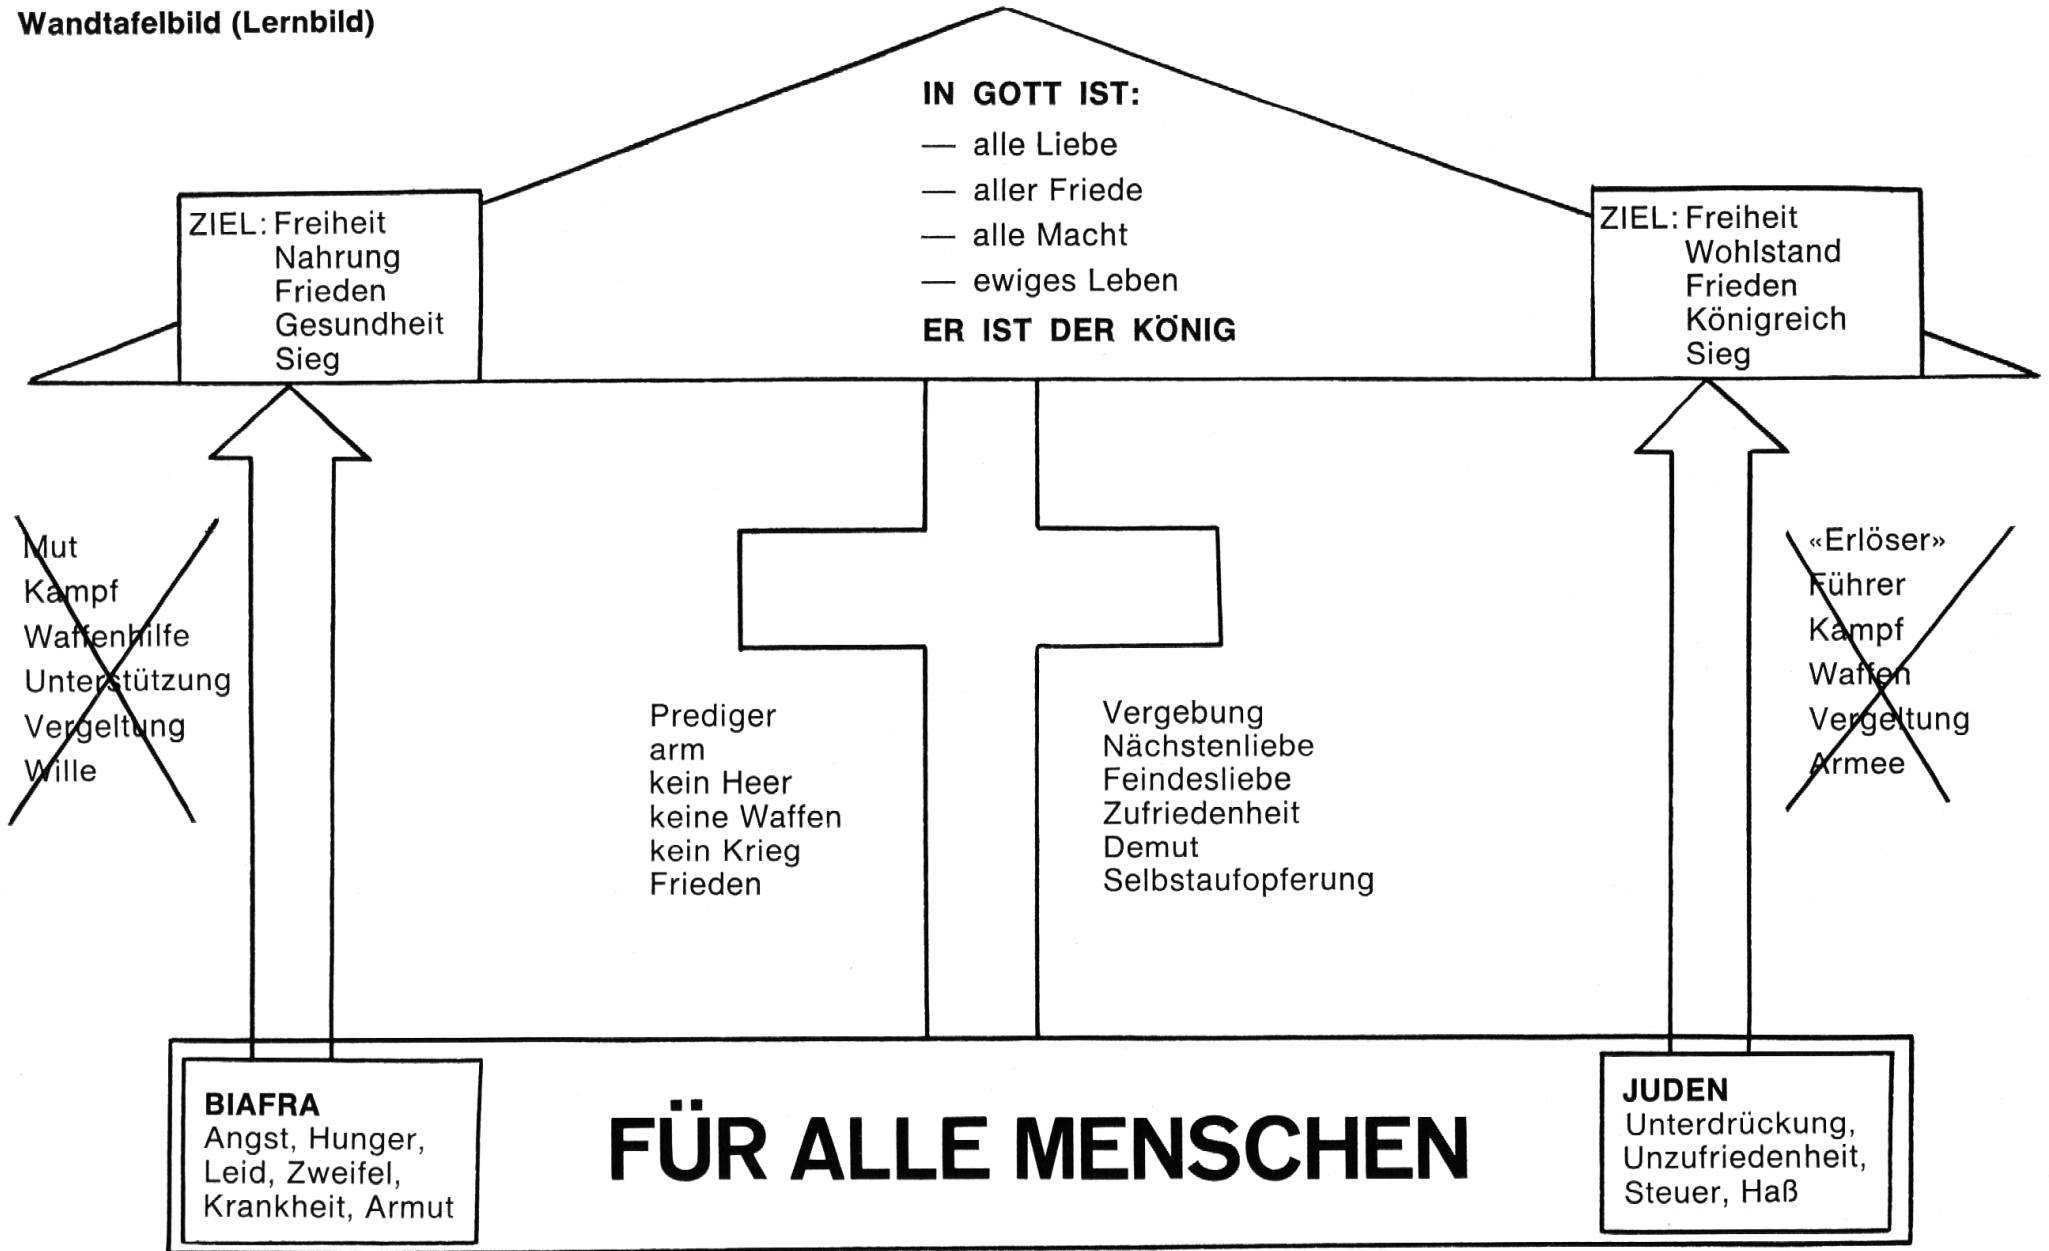 Wandtafelbild (Lernbild)
IN GOTT IST:
— alle Liebe
— aller Friede
— alle Macht
— ewiges Leben
ER IST DER KÖNIG
ZIEL: Freiheit
Nahrung
Frieden
Gesundheit
Sieg
ZIEL: Freiheit
Wohlstand
Frieden
Königreich
Sieg
Mut
Kampf
Waffenhilfe
Unterstützung
Vergeltung
Wille
Prediger
arm
kein Heer
keine Waffen
kein Krieg
Frieden
Vergebung
Nächstenliebe
Feindesliebe
Zufriedenheit
Demut
Selbstaufopferung
«Erlöser»
Führer
Kampf
Waffen
Vergeltung
Armee
BIAFRA
Angst, Hunger,
Leid, Zweifel,
Krankheit, Armut
FÜR ALLE MENSCHEN
JUDEN
Unterdrückung,
Unzufriedenheit,
Steuer, Haß